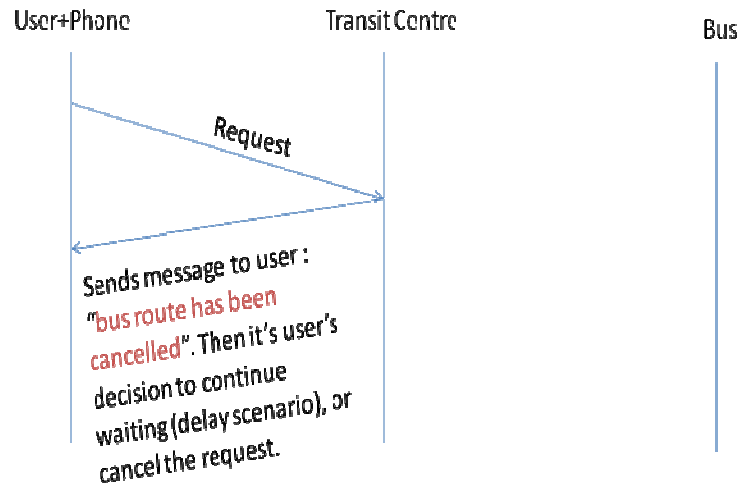 User+Phone
Transit Centre
Bus
Request
Sends message to user :
“bus route has been
cancelled”. Then it’s user’s
decision to continue
waiting (delay scenario), or
cancel the request.